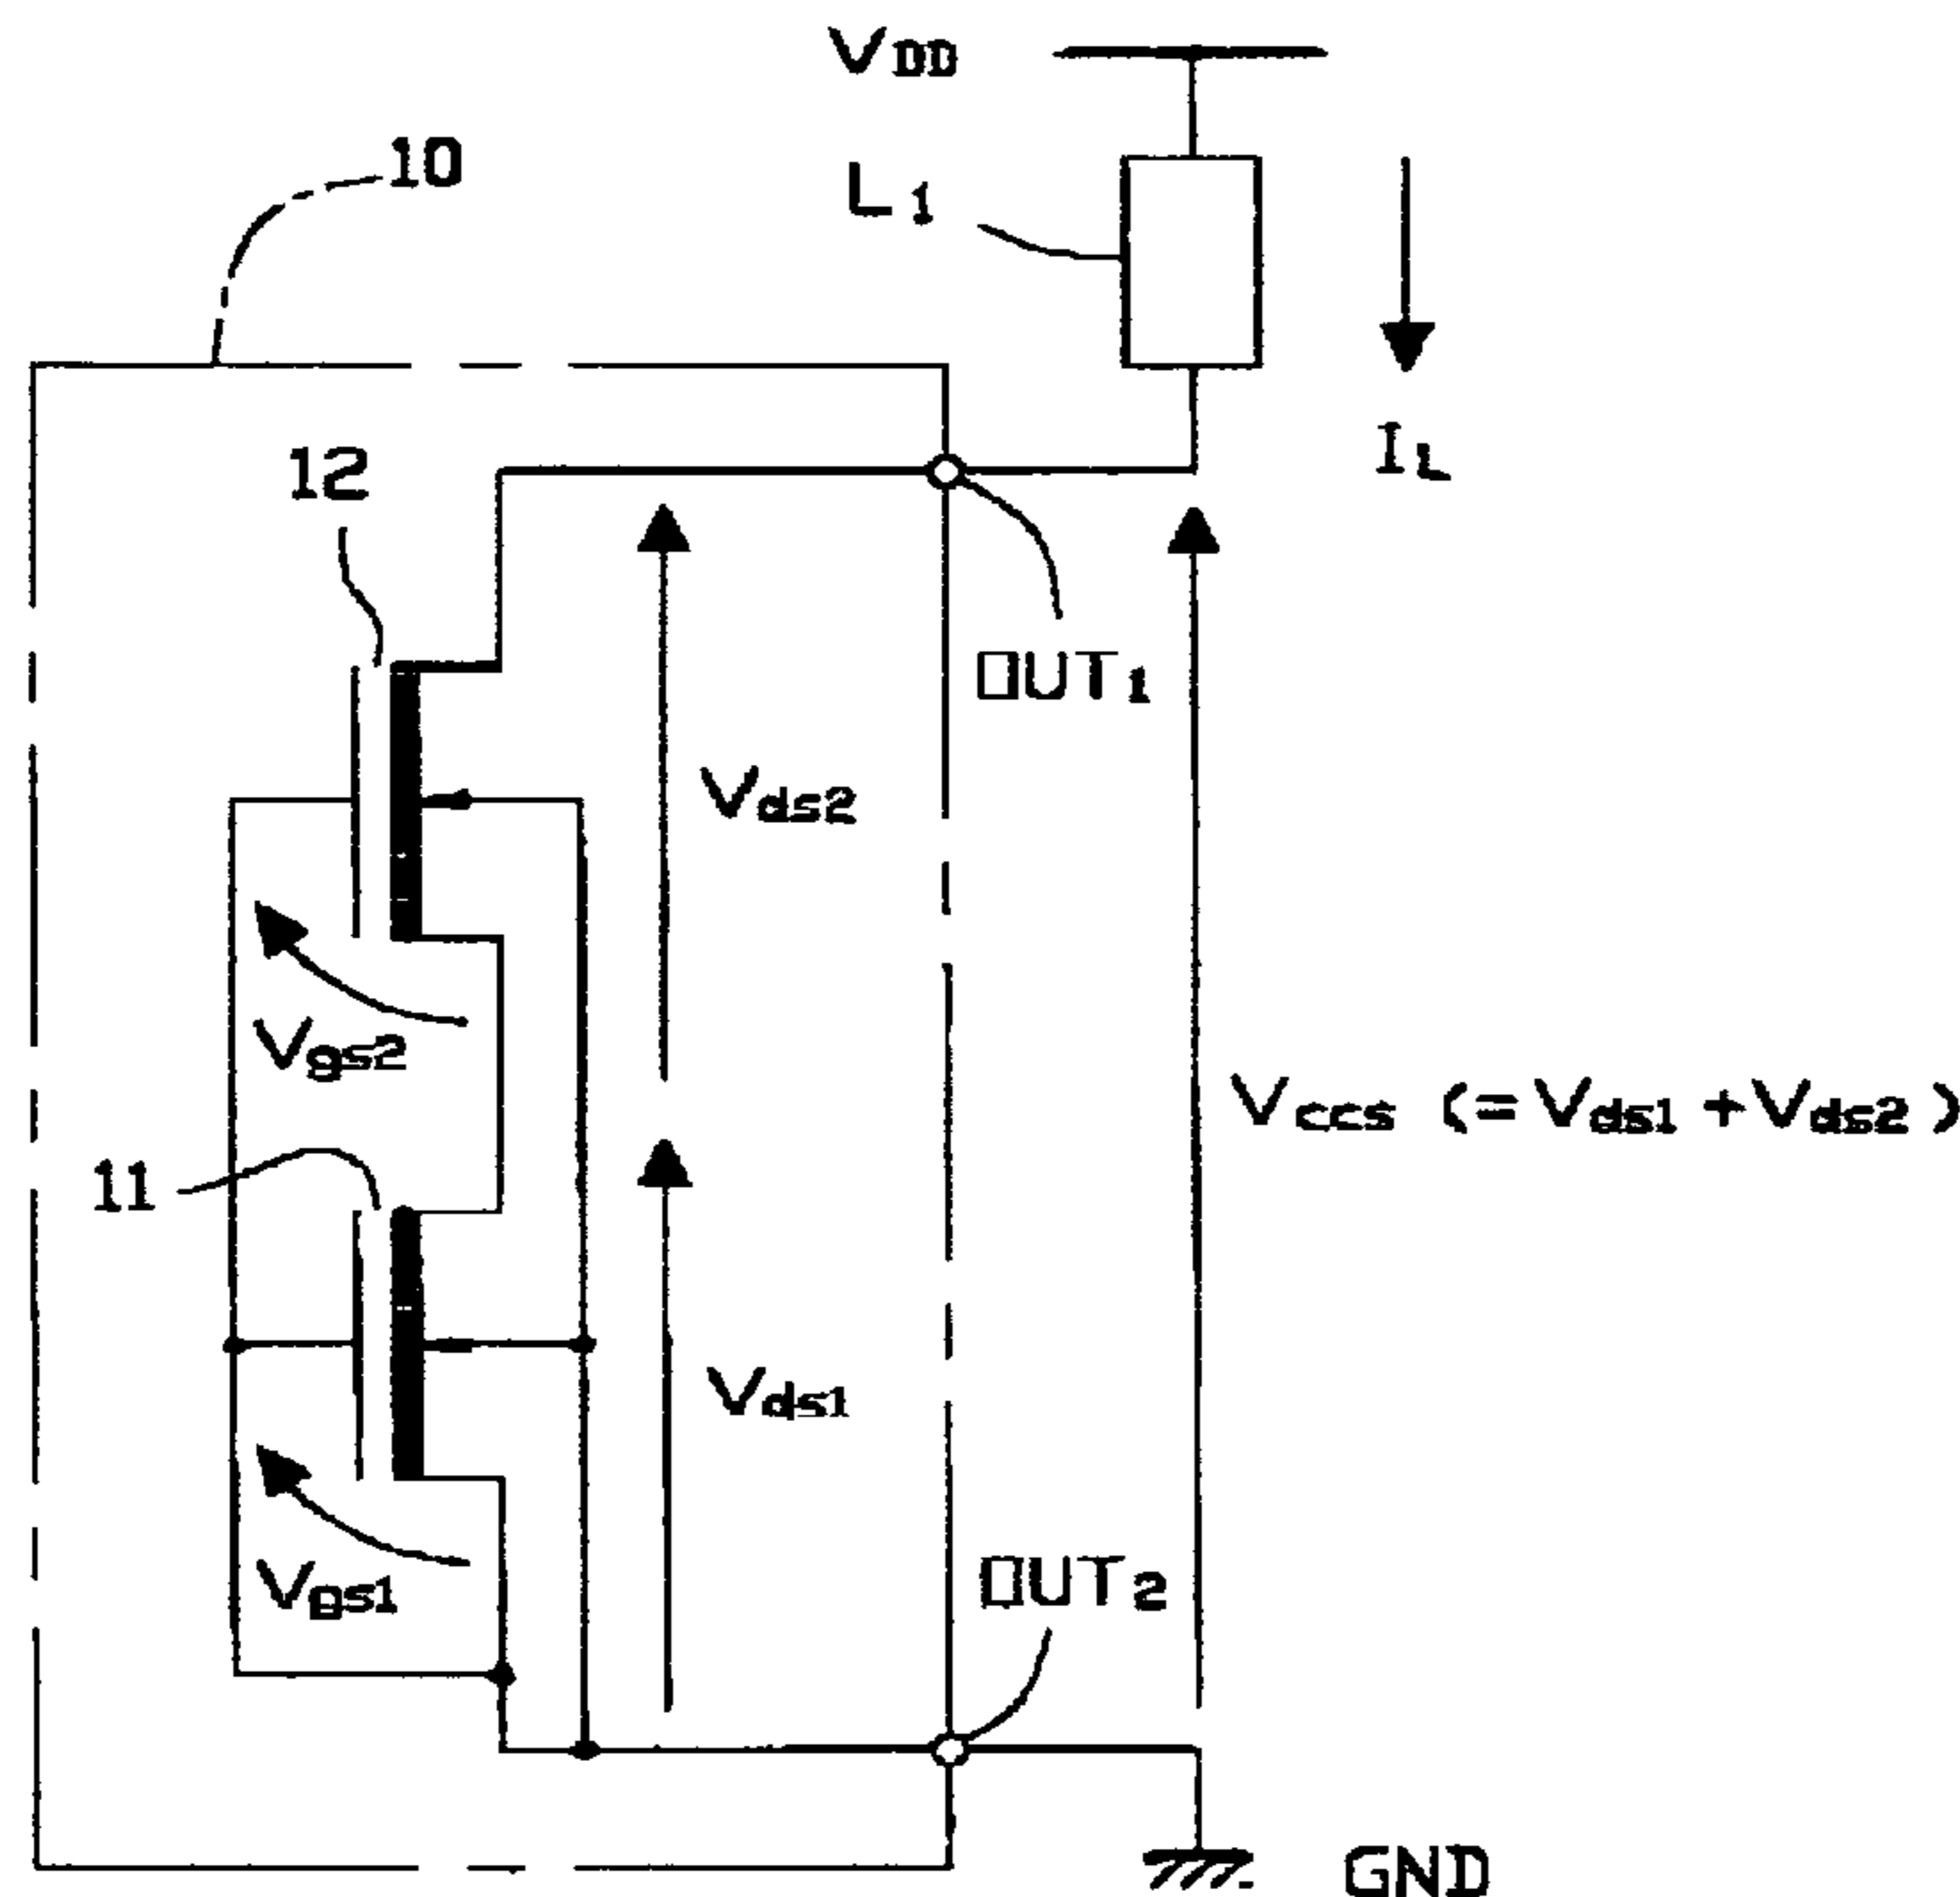 VDD
10
L1
IL
12
OUT1
Vds2
Vgs2
Vccs (=Vds1+Vds2)
11
Vds1
Vgs1
OUT2
GND